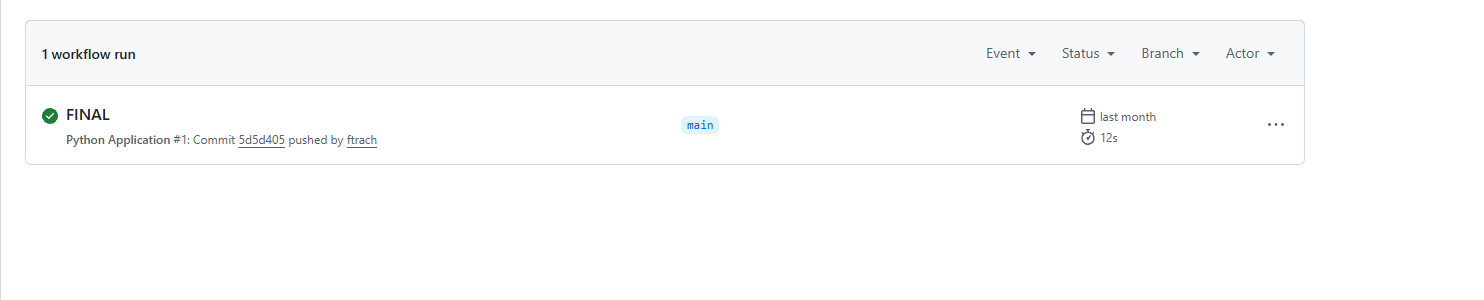 1 workflow run
Event Status Branch Actor
FINAL
Python Application #1: Commit 5d5d405 pushed by ftrach
main
last month
12s